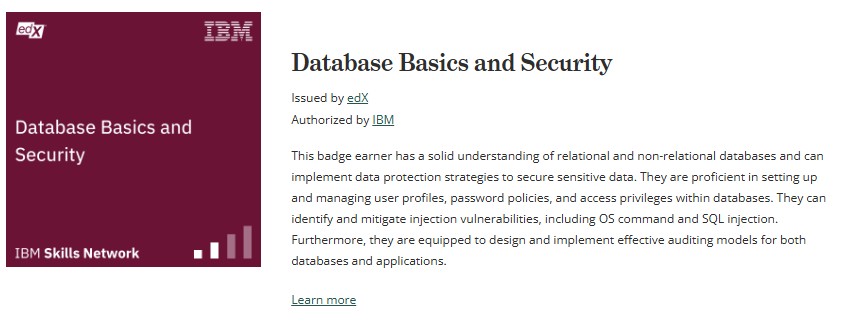 edX
IBM
Database Basics and
Security
IBM Skills Network
Database Basics and Security
Issued by edX
Authorized by IBM
This badge earner has a solid understanding of relational and non-relational databases and can
implement data protection strategies to secure sensitive data. They are proficient in setting up
and managing user profiles, password policies, and access privileges within databases. They can
identify and mitigate injection vulnerabilities, including OS command and SQL injection.
Furthermore, they are equipped to design and implement effective auditing models for both
databases and applications.
Learn more